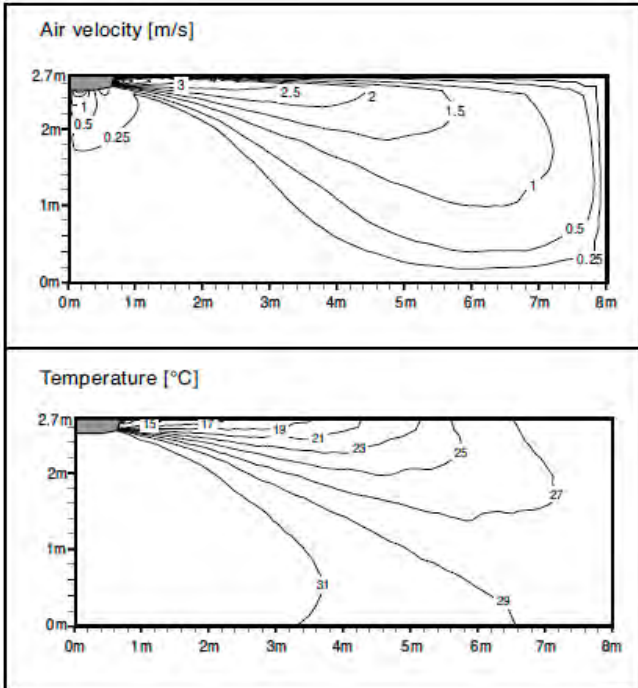 Air velocity [m/s]
2.7m
3
2.5
2
1
1.5
0.5
2m
0.25
1
1m
0.5
0.25
0m
0m 1m 2m 3m 4m 5m 6m 7m 8m
Temperature [°C]
2.7m
15 17 19
21
23
25
2m
27
1m
31
29
0m
0m 1m 2m 3m 4m 5m 6m 7m 8m